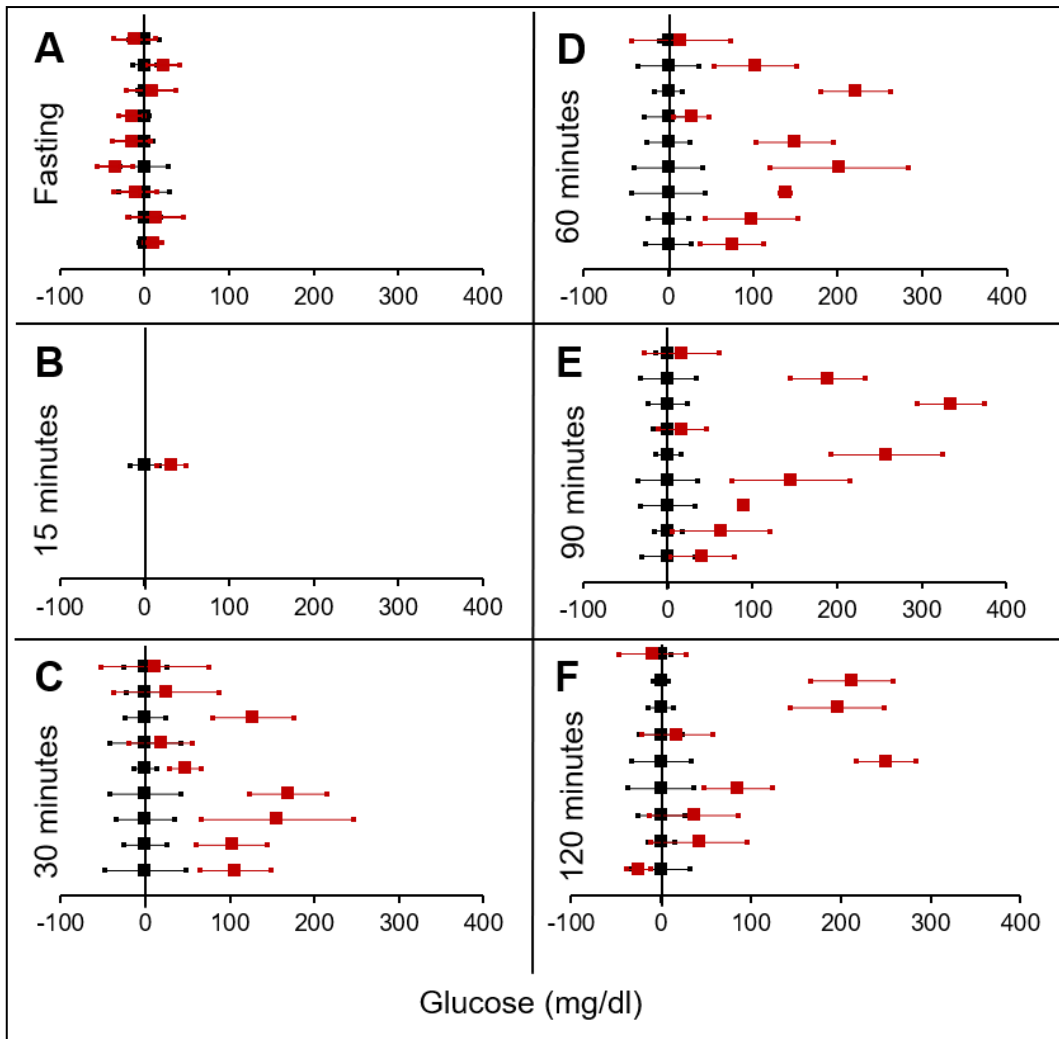 A
Fasting
-100 0 100 200 300 400
B
15 minutes
-100 0 100 200 300 400
C
30 minutes
-100 0 100 200 300 400
D
60 minutes
-100 0 100 200 300 400
E
90 minutes
-100 0 100 200 300 400
F
120 minutes
-100 0 100 200 300 400
Glucose (mg/dl)